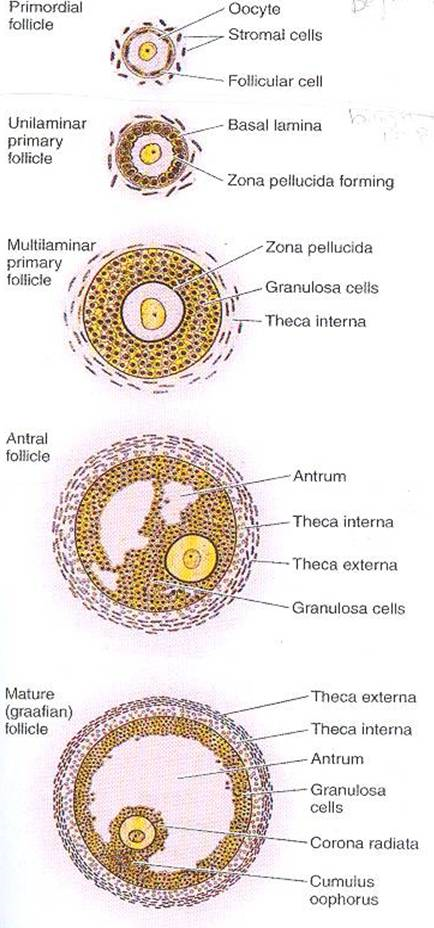 Primordial
follicle
Oocyte
Stromal cells
Follicular cell
Unilaminar
primary
follicle
Basal lamina
Zona pellucida forming
Multilaminar
primary
follicle
Zona pellucida
Granulosa cells
Theca interna
Antral
follicle
Antrum
Theca interna
Theca externa
Granulosa cells
Mature
(graafian)
follicle
Theca externa
Theca interna
Antrum
Granulosa
cells
Corona radiata
Cumulus
oophorus